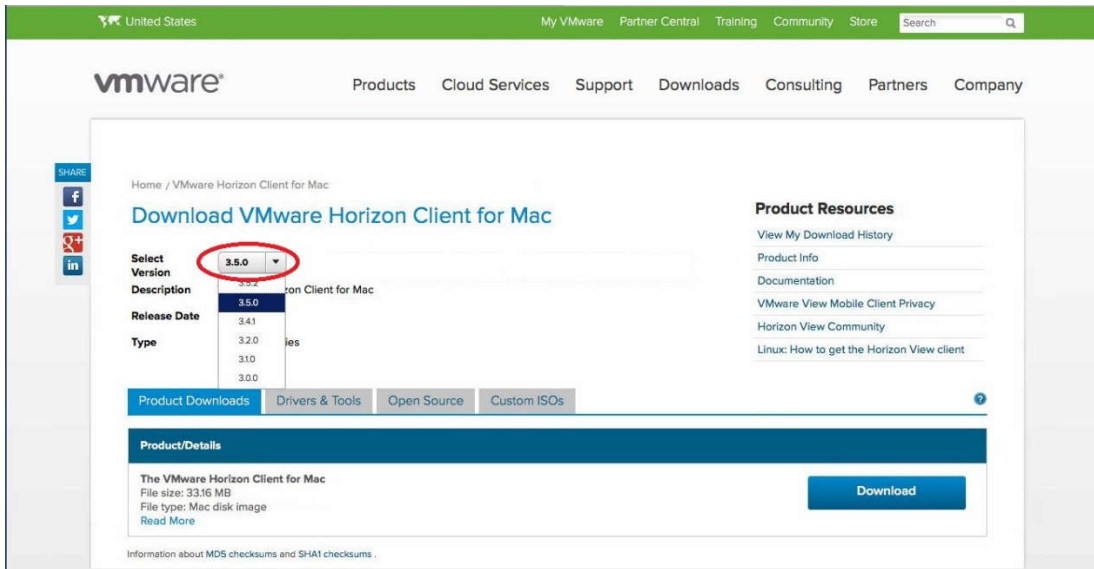 United States
My VMware Partner Central Training Community Store Search
vmware®
Products Cloud Services Support Downloads Consulting Partners Company
SHARE
Home / VMware Horizon Client for Mac
Download VMware Horizon Client for Mac
Select Version 3.5.0
3.5.2
3.5.0
3.4.1
3.2.0
3.1.0
3.0.0
Description zon Client for Mac
Release Date
Type ies
Product Resources
View My Download History
Product Info
Documentation
VMware View Mobile Client Privacy
Horizon View Community
Linux: How to get the Horizon View client
Product Downloads Drivers & Tools Open Source Custom ISOs
?
Product/Details
The VMware Horizon Client for Mac
File size: 33.16 MB
File type: Mac disk image
Read More
Download
Information about MD5 checksums and SHA1 checksums .
f
g+
in